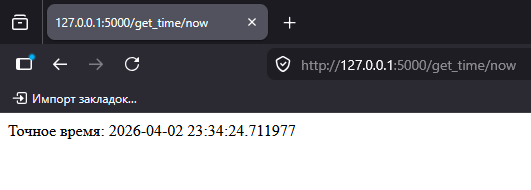 127.0.0.1:5000/get_time/now
http://127.0.0.1:5000/get_time/now
Импорт закладок...
Точное время: 2026-04-02 23:34:24.711977